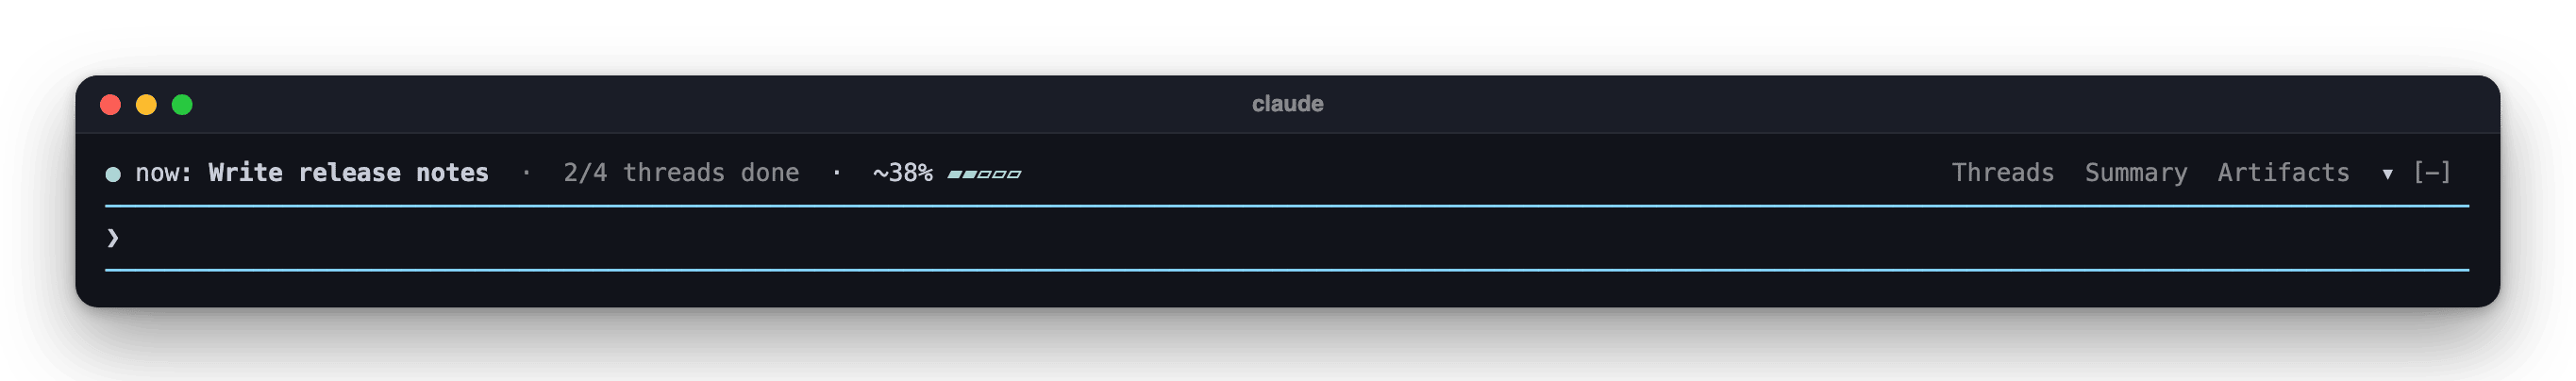 claude
● now: Write release notes · 2/4 threads done · ~38% ▰▰▱▱▱ Threads Summary Artifacts ▾ [−]
❯